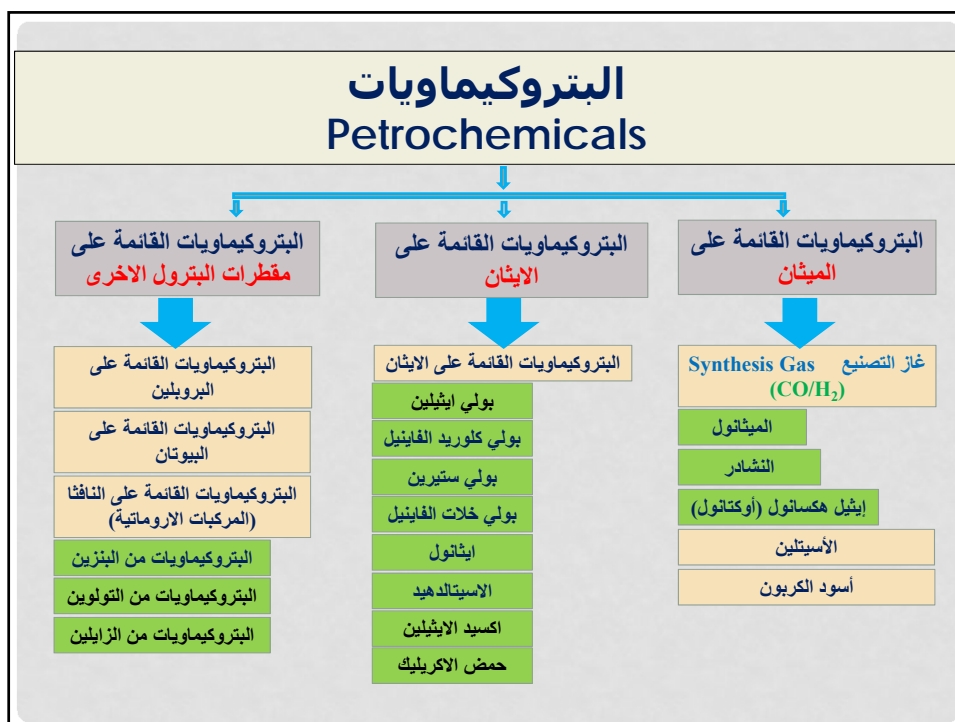 البتروكيماويات
Petrochemicals
البتروكيماويات القائمة على
الميثان
غاز التصنيع Synthesis Gas
(CO/H₂)
الميثانول
النشادر
إيثيل هكسانول (أوكتانول)
الأسيتلين
أسود الكربون
البتروكيماويات القائمة على
الايثان
البتروكيماويات القائمة على الايثان
بولي ايثيلين
بولي كلوريد الفاينيل
بولي ستيرين
بولي خلات الفاينيل
ايثانول
الاسيتالدهيد
اكسيد الايثيلين
حمض الاكريليك
البتروكيماويات القائمة على
مقطرات البترول الاخرى
البتروكيماويات القائمة على
البروبلين
البتروكيماويات القائمة على
البيوتان
البتروكيماويات القائمة على النافثا
(المركبات الاروماتية)
البتروكيماويات من البنزين
البتروكيماويات من التولوين
البتروكيماويات من الزايلين